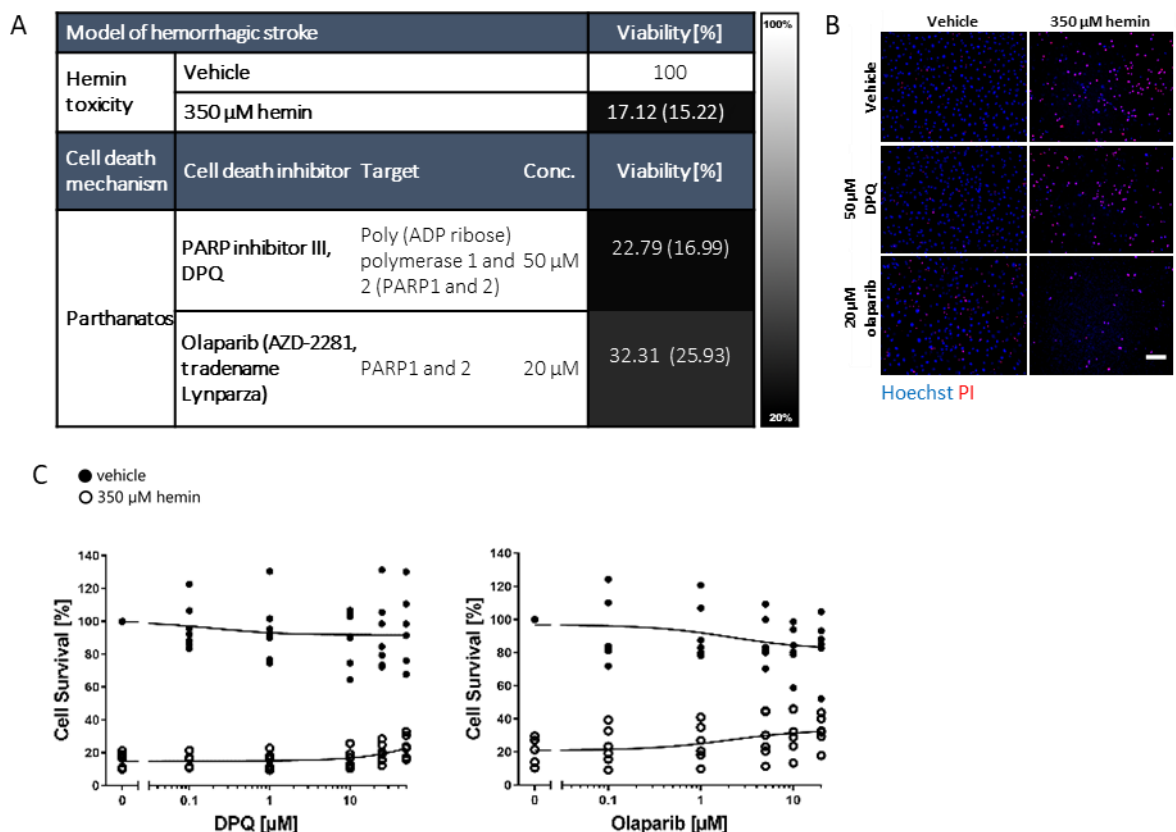 A
Model of hemorrhagic stroke Viability [%]
Hemin toxicity
Vehicle 100
350 µM hemin 17.12 (15.22)
Cell death mechanism
Cell death inhibitor Target Conc. Viability [%]
Parthanatos
PARP inhibitor III,
DPQ
Poly (ADP ribose)
polymerase 1 and
2 (PARP1 and 2)
50 µM
22.79 (16.99)
Olaparib (AZD-2281,
tradename
Lynparza)
PARP1 and 2
20 µM
32.31 (25.93)
100%
20%
B
Vehicle 350 µM hemin
Vehicle
50 µM
DPQ
20 µM
olaparib
Hoechst PI
C
vehicle
350 µM hemin
Cell Survival [%]
140
120
100
80
60
40
20
0
0 0.1 1 10
DPQ [µM]
Cell Survival [%]
140
120
100
80
60
40
20
0
0 0.1 1 10
Olaparib [µM]